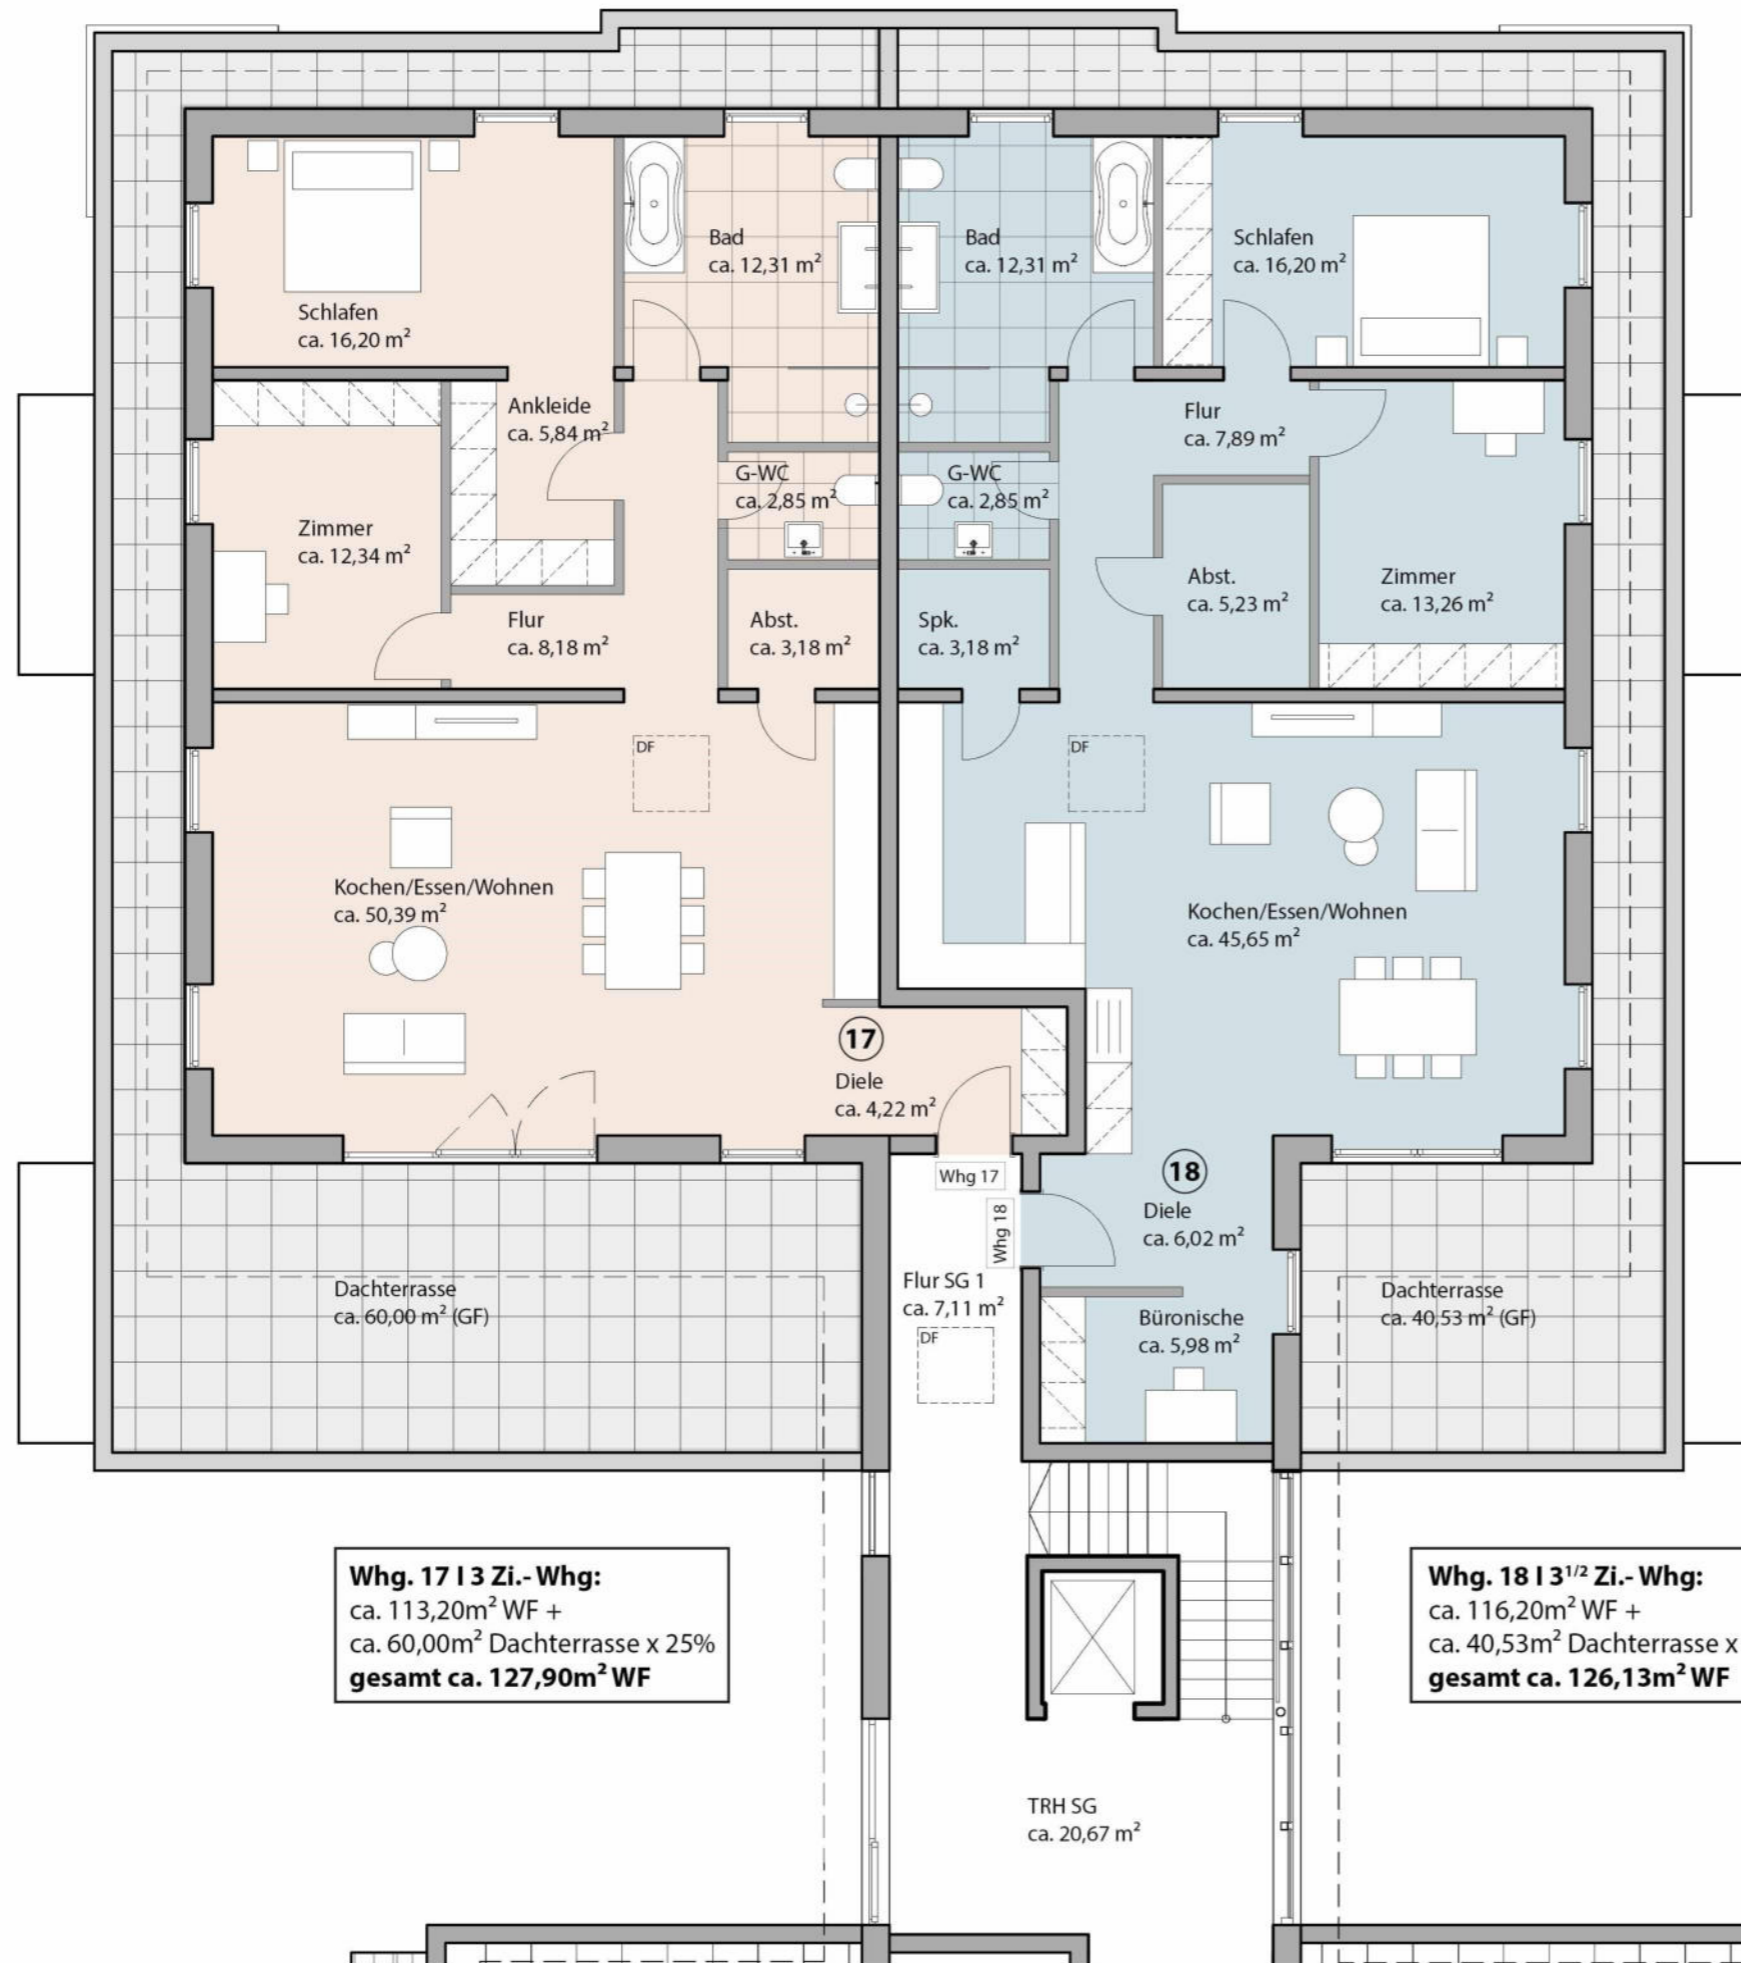 Bad
ca. 12,31 m²
Bad
ca. 12,31 m²
Schlafen
ca. 16,20 m²
Schlafen
ca. 16,20 m²
Ankleide
ca. 5,84 m²
Flur
ca. 7,89 m²
G-WC
ca. 2,85 m²
G-WC
ca. 2,85 m²
Zimmer
ca. 12,34 m²
Abst.
ca. 5,23 m²
Zimmer
ca. 13,26 m²
Flur
ca. 8,18 m²
Abst.
ca. 3,18 m²
Spk.
ca. 3,18 m²
DF
DF
Kochen/Essen/Wohnen
ca. 50,39 m²
Kochen/Essen/Wohnen
ca. 45,65 m²
17
Diele
ca. 4,22 m²
Whg 17
Whg 18
18
Diele
ca. 6,02 m²
Flur SG 1
ca. 7,11 m²
DF
Dachterrasse
ca. 60,00 m² (GF)
Dachterrasse
ca. 40,53 m² (GF)
Büronische
ca. 5,98 m²
Whg. 17 l 3 Zi.- Whg:
ca. 113,20m² WF +
ca. 60,00m² Dachterrasse x 25%
gesamt ca. 127,90m² WF
Whg. 18 l 3¹/² Zi.- Whg:
ca. 116,20m² WF +
ca. 40,53m² Dachterrasse x
gesamt ca. 126,13m² WF
TRH SG
ca. 20,67 m²